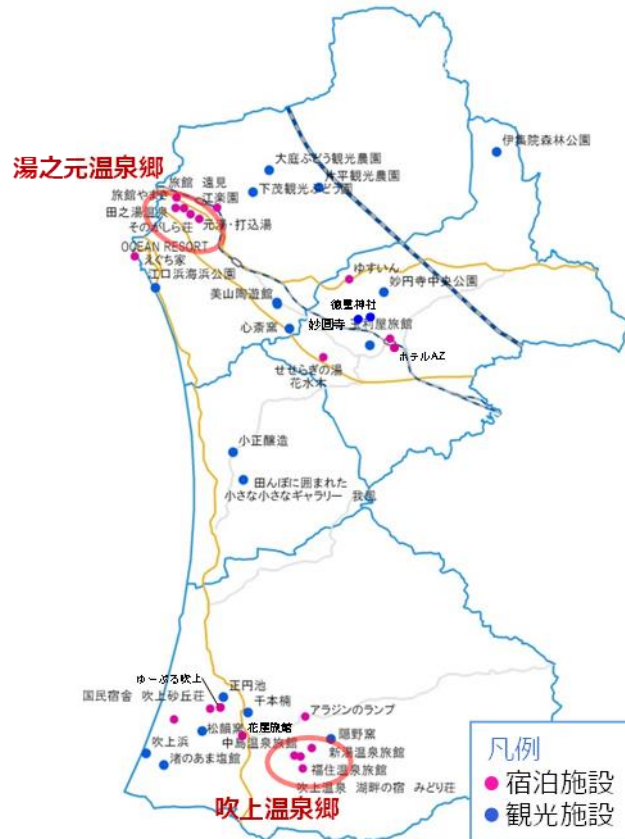 伊集院森林公園
大庭ぶどう観光農園
片平観光農園
下茂観光ぶどう園
湯之元温泉郷
旅館 遠見
江楽園
田之湯温泉
元湯・打込湯
そのがしら荘
OCEAN RESORT
えぐち家
江口浜海浜公園
ゆすいん
妙円寺中央公園
美山陶遊館
徳重神社
妙圓寺
玉利屋旅館
心斎窯
ホテルAZ
せせらぎの湯
花水木
小正醸造
田んぼに囲まれた
小さな小さなギャラリー 我風
ゆーぷる吹上
正円池
国民宿舎 吹上砂丘荘
千本楠
アラジンのランプ
松韻窯
花屋旅館
中島温泉旅館
隠野窯
吹上浜
新湯温泉旅館
渚のあま塩館
福住温泉旅館
吹上温泉 湖畔の宿 みどり荘
吹上温泉郷
凡例
宿泊施設
観光施設